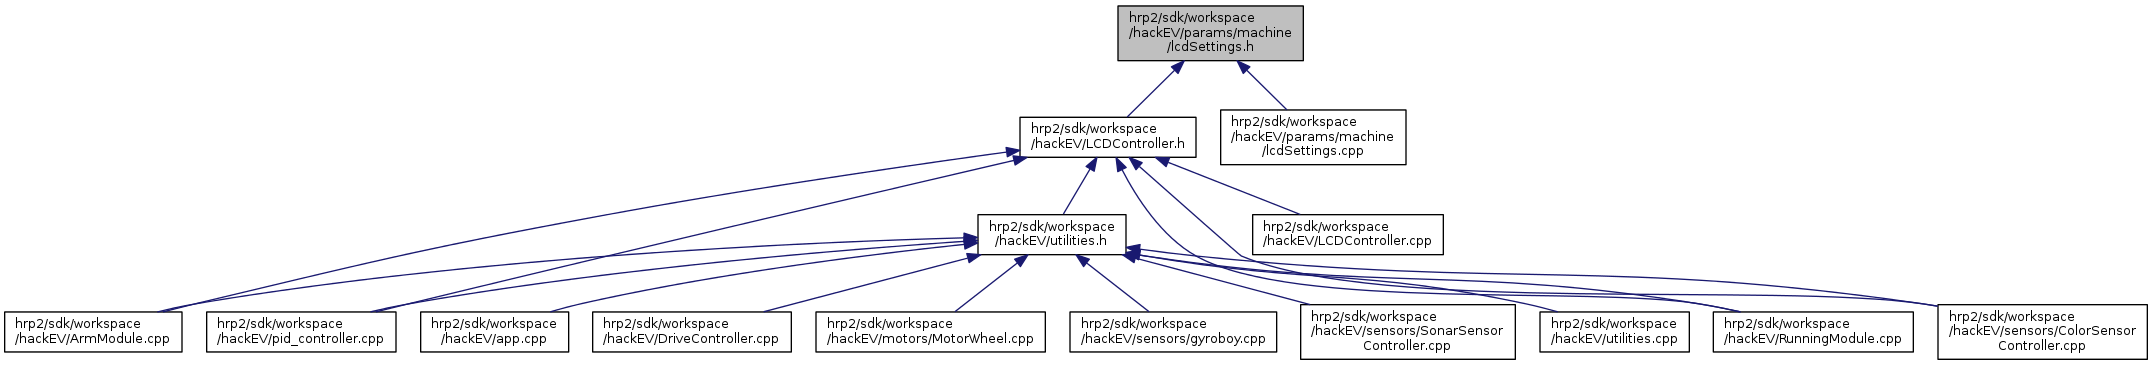 hrp2/sdk/workspace
/hackEV/params/machine
/lcdSettings.h
hrp2/sdk/workspace
/hackEV/LCDController.h
hrp2/sdk/workspace
/hackEV/params/machine
/lcdSettings.cpp
hrp2/sdk/workspace
/hackEV/utilities.h
hrp2/sdk/workspace
/hackEV/LCDController.cpp
hrp2/sdk/workspace
/hackEV/ArmModule.cpp
hrp2/sdk/workspace
/hackEV/pid_controller.cpp
hrp2/sdk/workspace
/hackEV/app.cpp
hrp2/sdk/workspace
/hackEV/DriveController.cpp
hrp2/sdk/workspace
/hackEV/motors/MotorWheel.cpp
hrp2/sdk/workspace
/hackEV/sensors/gyroboy.cpp
hrp2/sdk/workspace
/hackEV/sensors/SonarSensor
Controller.cpp
hrp2/sdk/workspace
/hackEV/utilities.cpp
hrp2/sdk/workspace
/hackEV/RunningModule.cpp
hrp2/sdk/workspace
/hackEV/sensors/ColorSensor
Controller.cpp